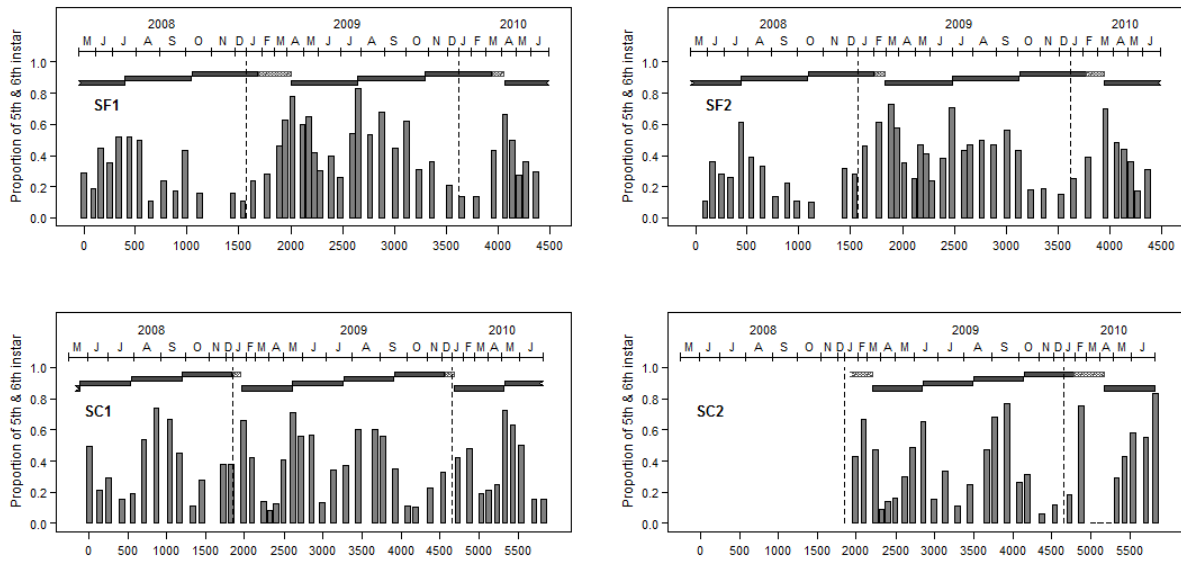 2008 2009 2010
M J J A S O N D J F M A M J J A S O N D J F M A M J
Proportion of 5th & 6th instar
1.0
0.8
0.6
0.4
0.2
0.0
SF1
0 500 1000 1500 2000 2500 3000 3500 4000 4500
2008 2009 2010
M J J A S O N D J F M A M J J A S O N D J F M A M J
Proportion of 5th & 6th instar
1.0
0.8
0.6
0.4
0.2
0.0
SF2
0 500 1000 1500 2000 2500 3000 3500 4000 4500
2008 2009 2010
M J J A S O N D J F M A M J J A S O N D J F M A M J
Proportion of 5th & 6th instar
1.0
0.8
0.6
0.4
0.2
0.0
SC1
0 500 1000 1500 2000 2500 3000 3500 4000 4500 5000 5500
2008 2009 2010
M J J A S O N D J F M A M J J A S O N D J F M A M J
Proportion of 5th & 6th instar
1.0
0.8
0.6
0.4
0.2
0.0
SC2
0 500 1000 1500 2000 2500 3000 3500 4000 4500 5000 5500